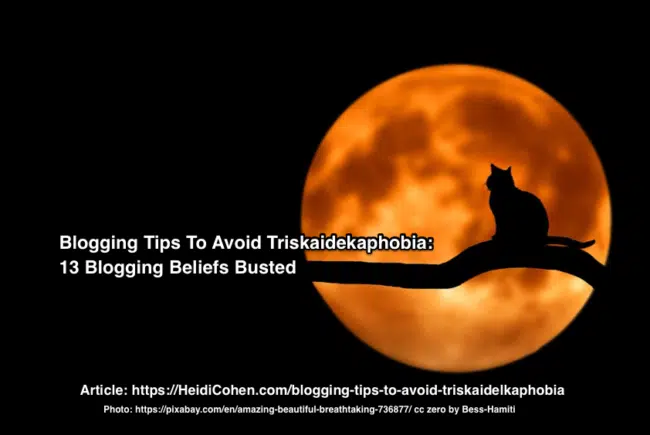 Blogging Tips To Avoid Triskaidekaphobia:
13 Blogging Beliefs Busted
Article: https://HeidiCohen.com/blogging-tips-to-avoid-triskaidelkaphobia
Photo: https://pixabay.com/en/amazing-beautiful-breathtaking-736877/ cc zero by Bess-Hamiti